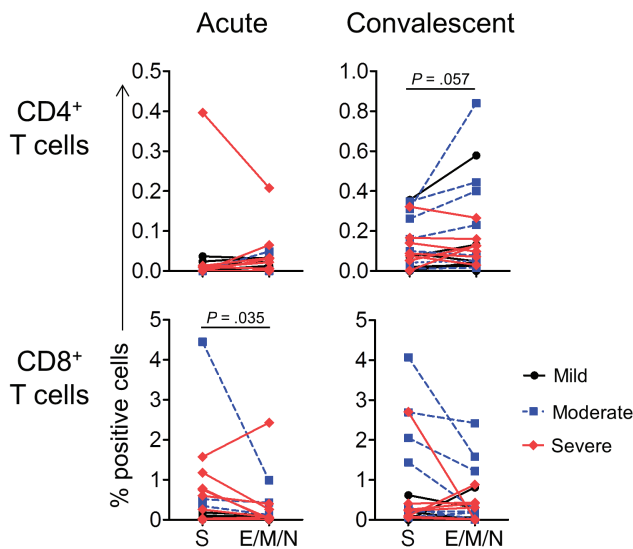 Acute
Convalescent
CD4+
T cells
% positive cells
0.5
0.4
0.3
0.2
0.1
0.0
1.0
0.8
0.6
0.4
0.2
0.0
P = .057
CD8+
T cells
5
4
3
2
1
0
P = .035
5
4
3
2
1
0
S
E/M/N
S
E/M/N
Mild
Moderate
Severe